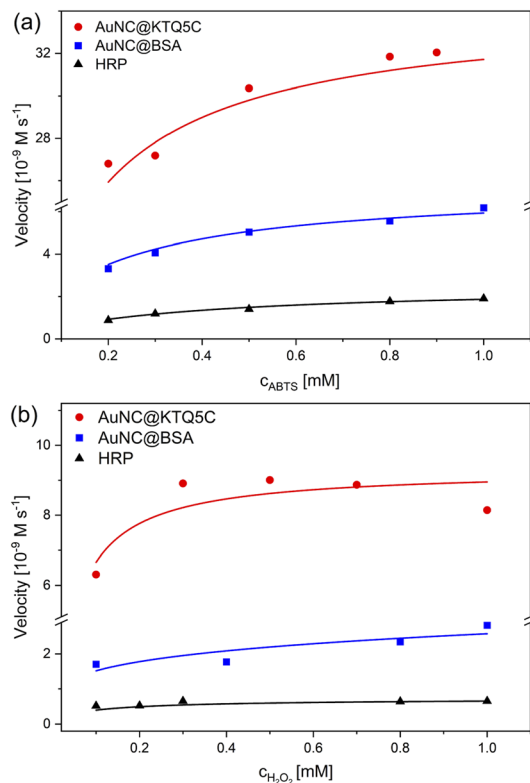 (a)
AuNC@KTQ5C
AuNC@BSA
HRP
32
28
4
0
Velocity [10⁻⁹ M s⁻¹]
0.2 0.4 0.6 0.8 1.0
c_ABTS [mM]
(b)
AuNC@KTQ5C
AuNC@BSA
HRP
10
8
6
2
0
Velocity [10⁻⁹ M s⁻¹]
0.2 0.4 0.6 0.8 1.0
c_H₂O₂ [mM]